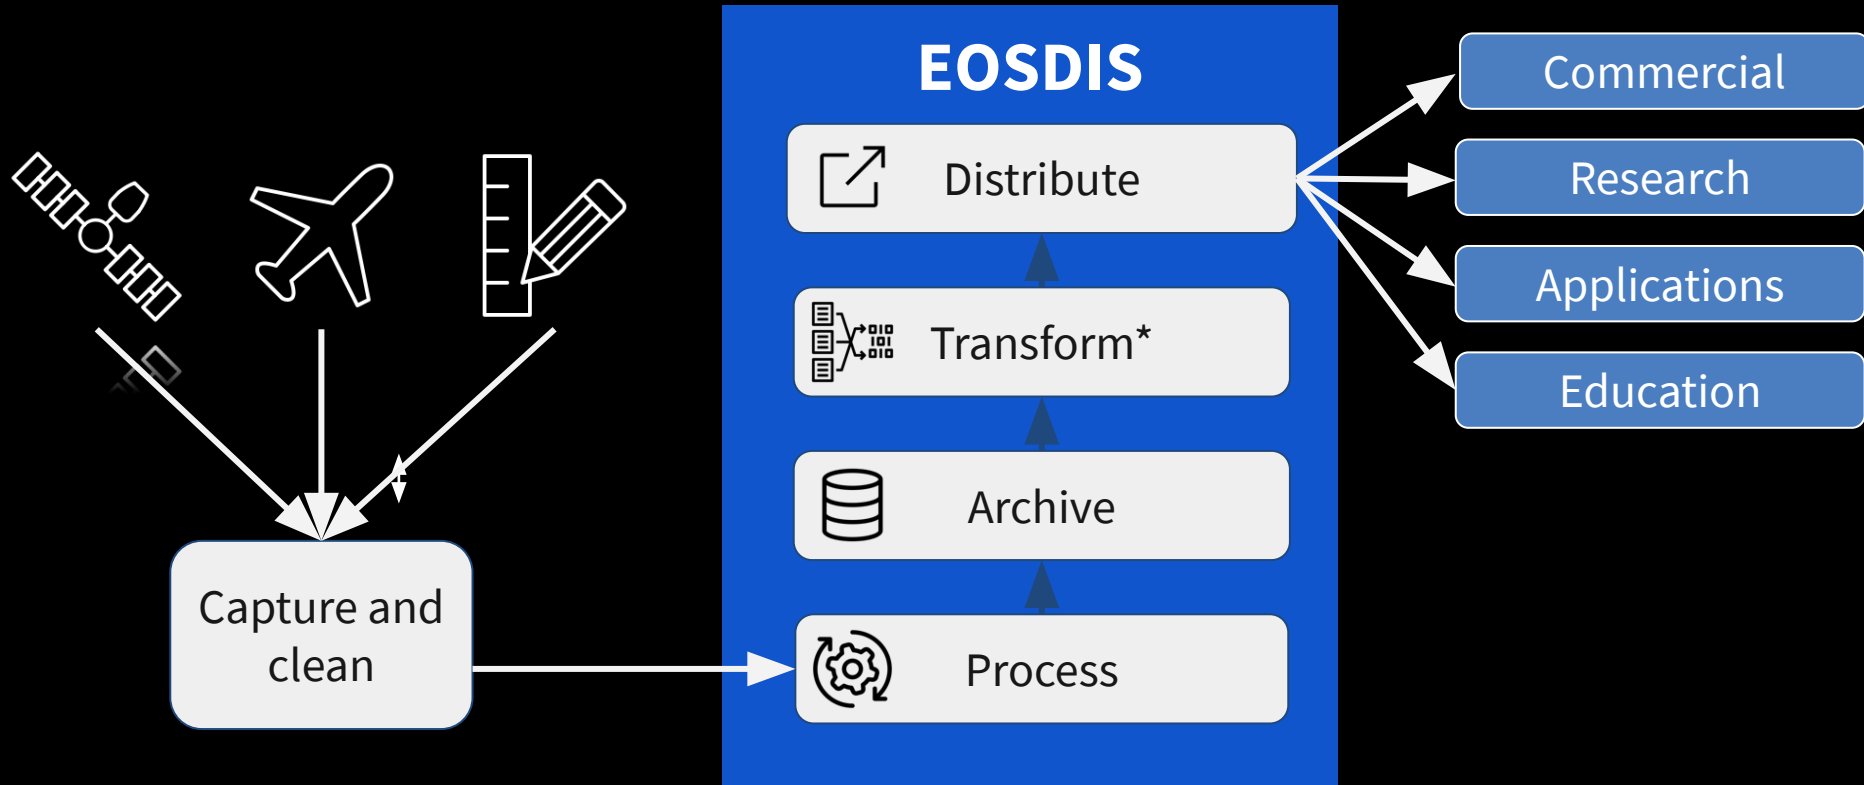 EOSDIS
Distribute
Transform*
Archive
Process
Capture and
clean
Commercial
Research
Applications
Education